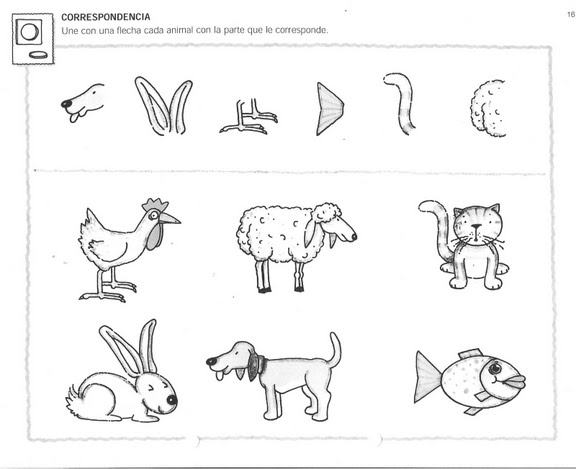 CORRESPONDENCIA
Une con una flecha cada animal con la parte que le corresponde.
16